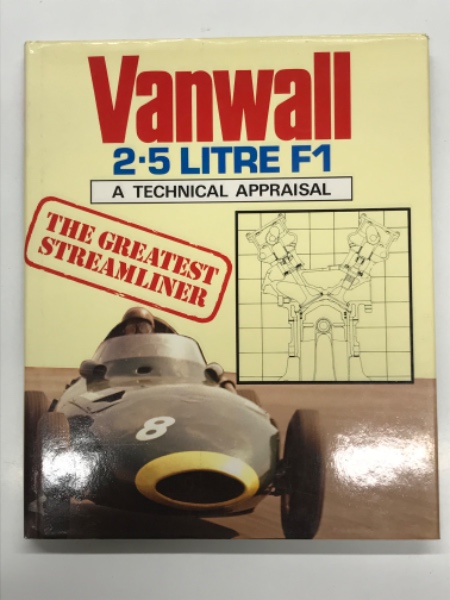 Vanwall
2·5 LITRE F1
A TECHNICAL APPRAISAL
THE GREATEST
STREAMLINER
8